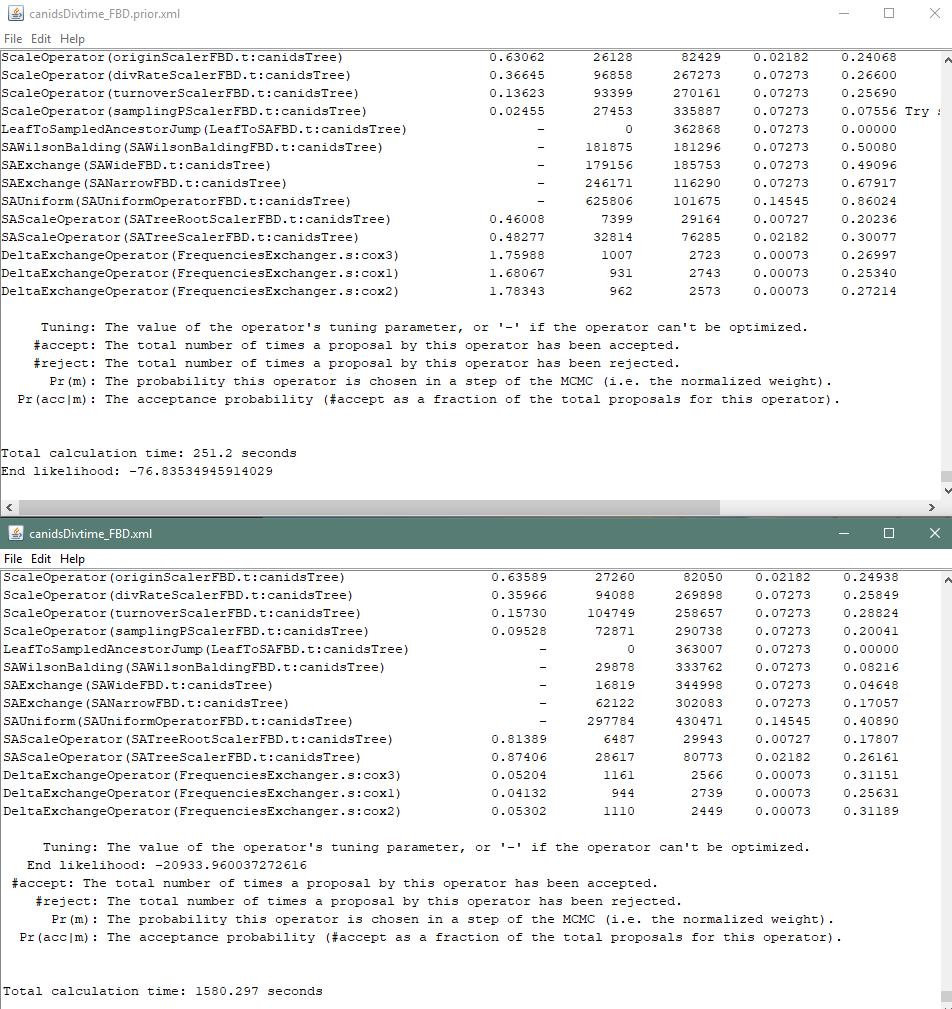 canidsDivtime_FBD.prior.xml
File Edit Help
ScaleOperator(originScalerFBD.t:canidsTree) 0.63062 26128 82429 0.02182 0.24068
ScaleOperator(divRateScalerFBD.t:canidsTree) 0.36645 96858 267273 0.07273 0.26600
ScaleOperator(turnoverScalerFBD.t:canidsTree) 0.13623 93399 270161 0.07273 0.25690
ScaleOperator(samplingPScalerFBD.t:canidsTree) 0.02455 27453 335887 0.07273 0.07556 Try
LeafToSampledAncestorJump(LeafToSAFBD.t:canidsTree) - 0 362868 0.07273 0.00000
SAWilsonBalding(SAWilsonBaldingFBD.t:canidsTree) - 181875 181296 0.07273 0.50080
SAExchange(SAWideFBD.t:canidsTree) - 179156 185753 0.07273 0.49096
SAExchange(SANarrowFBD.t:canidsTree) - 246171 116290 0.07273 0.67917
SAUniform(SAUniformOperatorFBD.t:canidsTree) - 625806 101675 0.14545 0.86024
SAScaleOperator(SATreeRootScalerFBD.t:canidsTree) 0.46008 7399 29164 0.00727 0.20236
SAScaleOperator(SATreeScalerFBD.t:canidsTree) 0.48277 32814 76285 0.02182 0.30077
DeltaExchangeOperator(FrequenciesExchanger.s:cox3) 1.75988 1007 2723 0.00073 0.26997
DeltaExchangeOperator(FrequenciesExchanger.s:cox1) 1.68067 931 2743 0.00073 0.25340
DeltaExchangeOperator(FrequenciesExchanger.s:cox2) 1.78343 962 2573 0.00073 0.27214
Tuning: The value of the operator's tuning parameter, or '-' if the operator can't be optimized.
#accept: The total number of times a proposal by this operator has been accepted.
#reject: The total number of times a proposal by this operator has been rejected.
Pr(m): The probability this operator is chosen in a step of the MCMC (i.e. the normalized weight).
Pr(acc|m): The acceptance probability (#accept as a fraction of the total proposals for this operator).
Total calculation time: 251.2 seconds
End likelihood: -76.83534945914029
canidsDivtime_FBD.xml
File Edit Help
ScaleOperator(originScalerFBD.t:canidsTree) 0.63589 27260 82050 0.02182 0.24938
ScaleOperator(divRateScalerFBD.t:canidsTree) 0.35966 94088 269898 0.07273 0.25849
ScaleOperator(turnoverScalerFBD.t:canidsTree) 0.15730 104749 258657 0.07273 0.28824
ScaleOperator(samplingPScalerFBD.t:canidsTree) 0.09528 72871 290738 0.07273 0.20041
LeafToSampledAncestorJump(LeafToSAFBD.t:canidsTree) - 0 363007 0.07273 0.00000
SAWilsonBalding(SAWilsonBaldingFBD.t:canidsTree) - 29878 333762 0.07273 0.08216
SAExchange(SAWideFBD.t:canidsTree) - 16819 344998 0.07273 0.04648
SAExchange(SANarrowFBD.t:canidsTree) - 62122 302083 0.07273 0.17057
SAUniform(SAUniformOperatorFBD.t:canidsTree) - 297784 430471 0.14545 0.40890
SAScaleOperator(SATreeRootScalerFBD.t:canidsTree) 0.81389 6487 29943 0.00727 0.17807
SAScaleOperator(SATreeScalerFBD.t:canidsTree) 0.87406 28617 80773 0.02182 0.26161
DeltaExchangeOperator(FrequenciesExchanger.s:cox3) 0.05204 1161 2566 0.00073 0.31151
DeltaExchangeOperator(FrequenciesExchanger.s:cox1) 0.04132 944 2739 0.00073 0.25631
DeltaExchangeOperator(FrequenciesExchanger.s:cox2) 0.05302 1110 2449 0.00073 0.31189
Tuning: The value of the operator's tuning parameter, or '-' if the operator can't be optimized.
End likelihood: -20933.960037272616
#accept: The total number of times a proposal by this operator has been accepted.
#reject: The total number of times a proposal by this operator has been rejected.
Pr(m): The probability this operator is chosen in a step of the MCMC (i.e. the normalized weight).
Pr(acc|m): The acceptance probability (#accept as a fraction of the total proposals for this operator).
Total calculation time: 1580.297 seconds